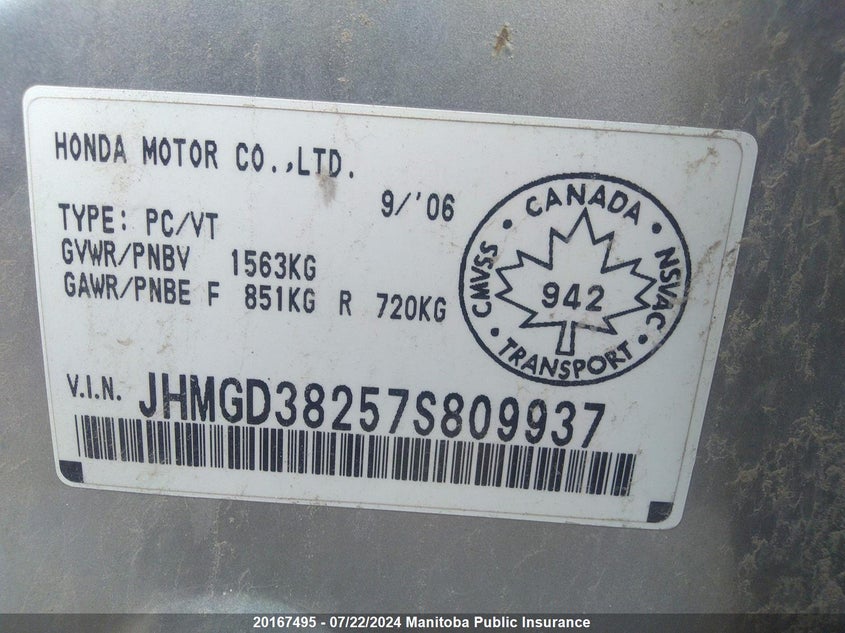 HONDA MOTOR CO.,LTD.
9/'06
TYPE: PC/VT
GVWR/PNBV 1563KG
GAWR/PNBE F 851KG R 720KG
CANADA
CMVSS • NSVAC
942
TRANSPORT
V.I.N. JHMGD38257S809937
20167495 - 07/22/2024 Manitoba Public Insurance